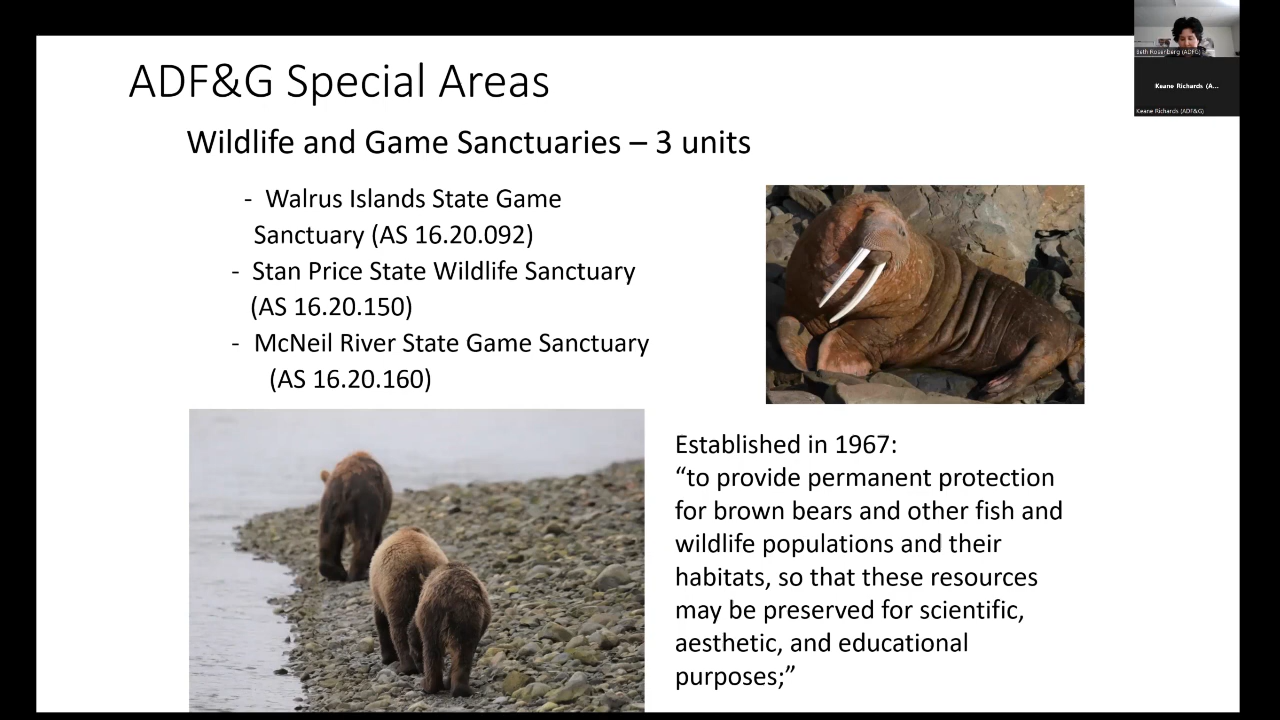 ADF&G Special Areas
Wildlife and Game Sanctuaries – 3 units
- Walrus Islands State Game
Sanctuary (AS 16.20.092)
- Stan Price State Wildlife Sanctuary
(AS 16.20.150)
- McNeil River State Game Sanctuary
(AS 16.20.160)
Established in 1967:
“to provide permanent protection
for brown bears and other fish and
wildlife populations and their
habitats, so that these resources
may be preserved for scientific,
aesthetic, and educational
purposes;”
Beth Rosenberg (ADFG)
Keane Richards (A...
Keane Richards (ADF&G)